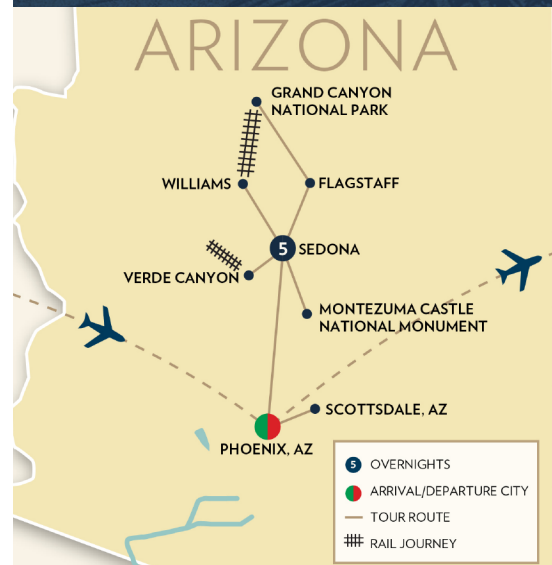 ARIZONA
GRAND CANYON
NATIONAL PARK
WILLIAMS
FLAGSTAFF
5
SEDONA
VERDE CANYON
MONTEZUMA CASTLE
NATIONAL MONUMENT
SCOTTSDALE, AZ
PHOENIX, AZ
5 OVERNIGHTS
ARRIVAL/DEPARTURE CITY
TOUR ROUTE
RAIL JOURNEY